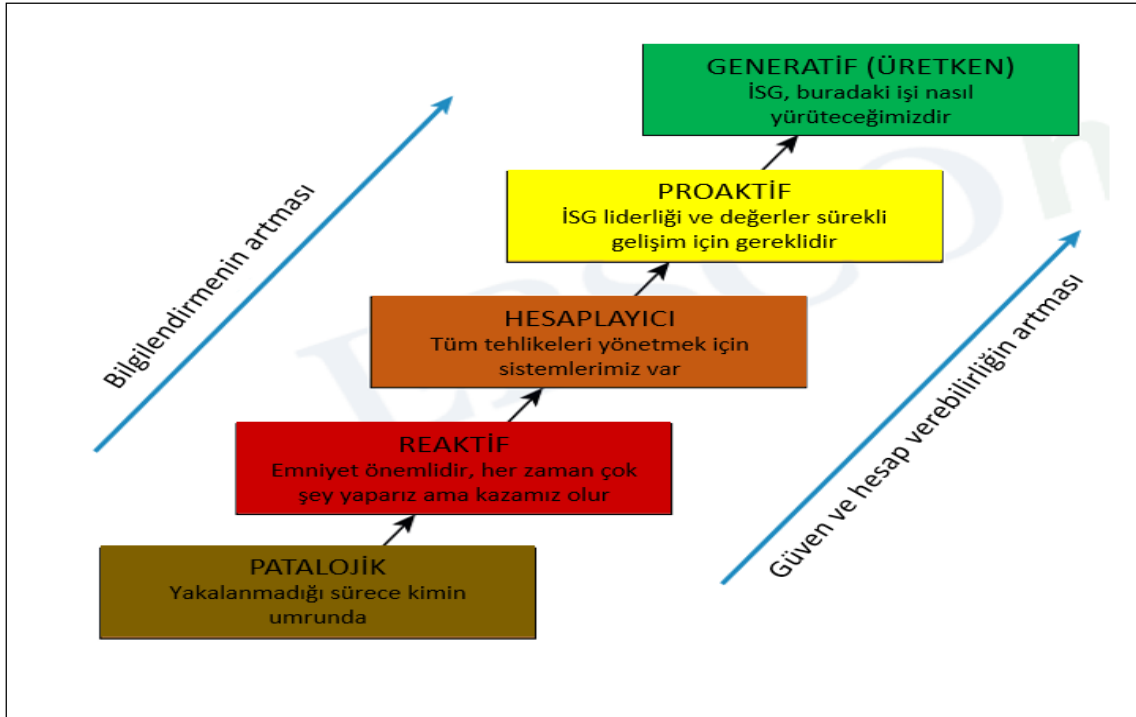 GENERATİF (ÜRETKEN)
İSG, buradaki işi nasıl
yürüteceğimizdir
PROAKTİF
İSG liderliği ve değerler sürekli
gelişim için gereklidir
HESAPLAYICI
Tüm tehlikeleri yönetmek için
sistemlerimiz var
REAKTİF
Emniyet önemlidir, her zaman çok
şey yaparız ama kazamız olur
PATALOJİK
Yakalanmadığı sürece kimin
umrunda
Bilgilendirmenin artması
Güven ve hesap verebilirliğin artması